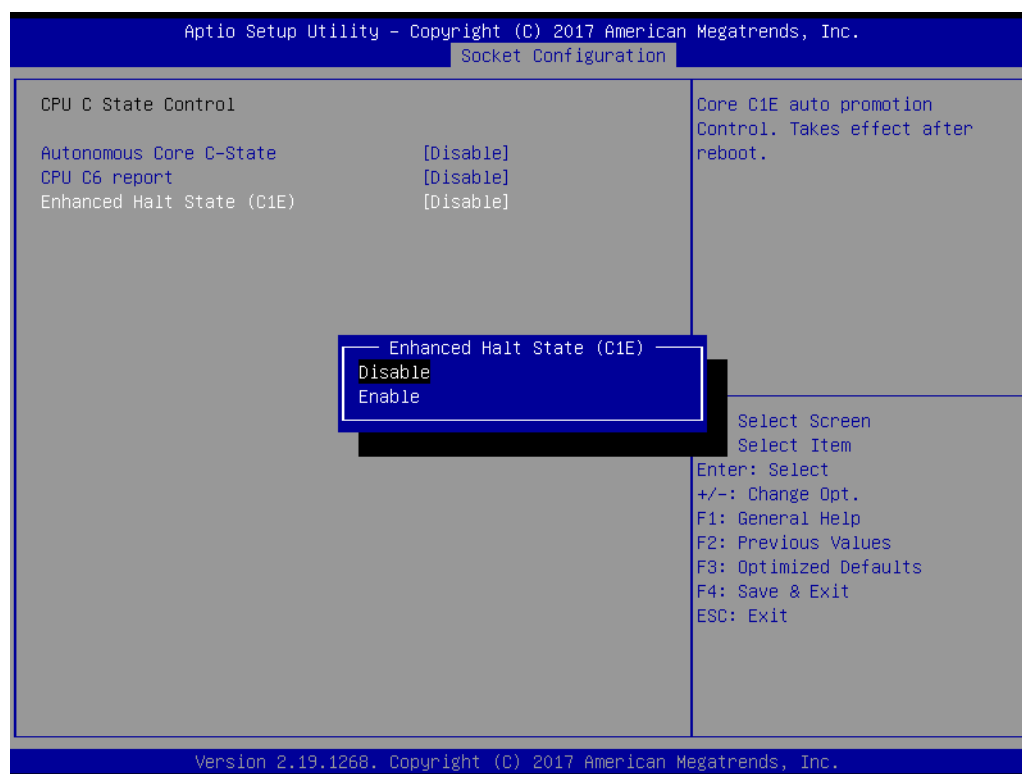 Aptio Setup Utility – Copyright (C) 2017 American Megatrends, Inc.
Socket Configuration
CPU C State Control
Autonomous Core C-State [Disable]
CPU C6 report [Disable]
Enhanced Halt State (C1E) [Disable]
Core C1E auto promotion
Control. Takes effect after
reboot.
Enhanced Halt State (C1E)
Disable
Enable
Select Screen
Select Item
Enter: Select
+/-: Change Opt.
F1: General Help
F2: Previous Values
F3: Optimized Defaults
F4: Save & Exit
ESC: Exit
Version 2.19.1268. Copyright (C) 2017 American Megatrends, Inc.